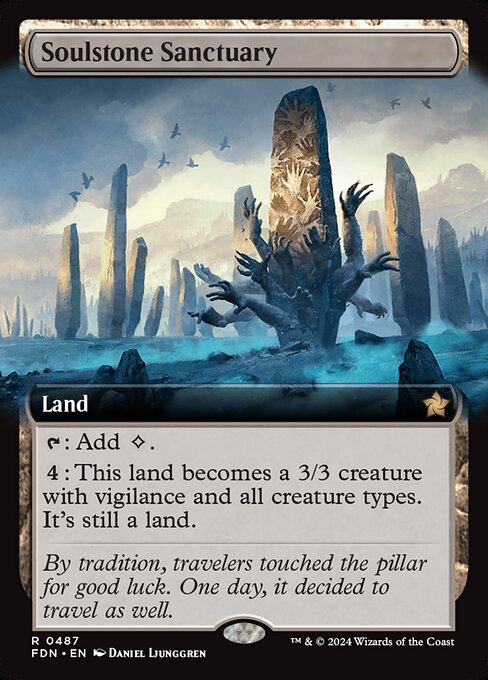 Soulstone Sanctuary
Land
: Add .
4 : This land becomes a 3/3 creature
with vigilance and all creature types.
It's still a land.
By tradition, travelers touched the pillar
for good luck. One day, it decided to
travel as well.
R 0487
FDN • EN Daniel Ljunggren
™ & © 2024 Wizards of the Coast